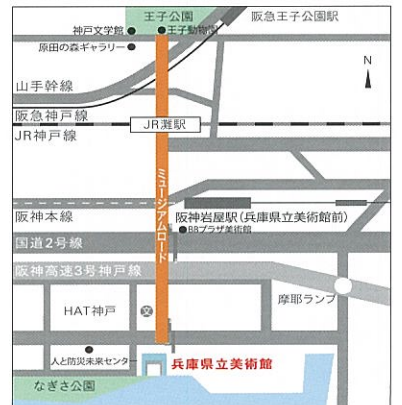 王子公園
阪急王子公園駅
神戸文学館
王子動物園
原田の森ギャラリー
N
山手幹線
阪急神戸線
JR灘駅
JR神戸線
ミュージアムロード
阪神本線
阪神岩屋駅(兵庫県立美術館前)
BBプラザ美術館
国道2号線
阪神高速3号神戸線
摩耶ランプ
HAT神戸
文
人と防災未来センター
兵庫県立美術館
なぎさ公園